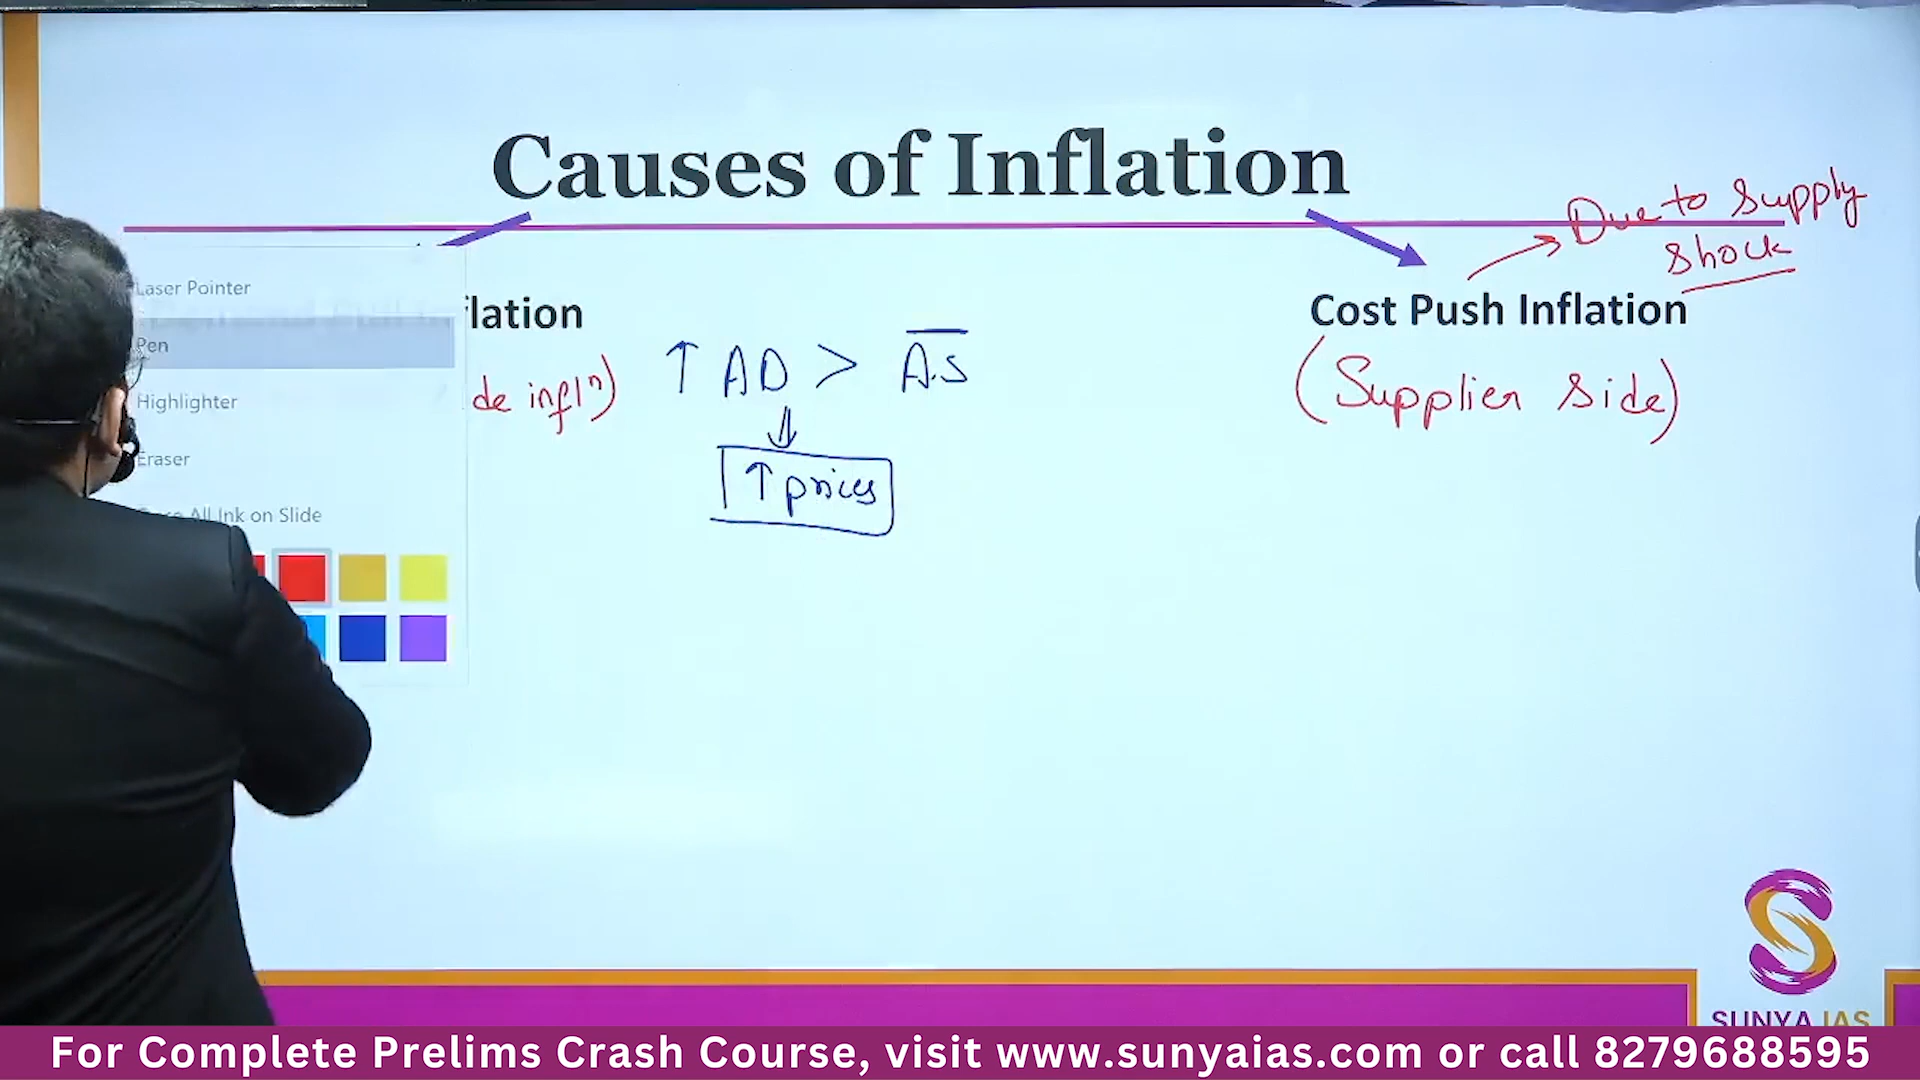 Causes of Inflation
Due to Supply
Shock
Laser Pointer
Pen
Highlighter
Eraser
All Ink on Slide
flation
de infln)
↑ AD > A.S
↑ prices
Cost Push Inflation
(Supplier Side)
SUNYA IAS
For Complete Prelims Crash Course, visit www.sunyaias.com or call 8279688595